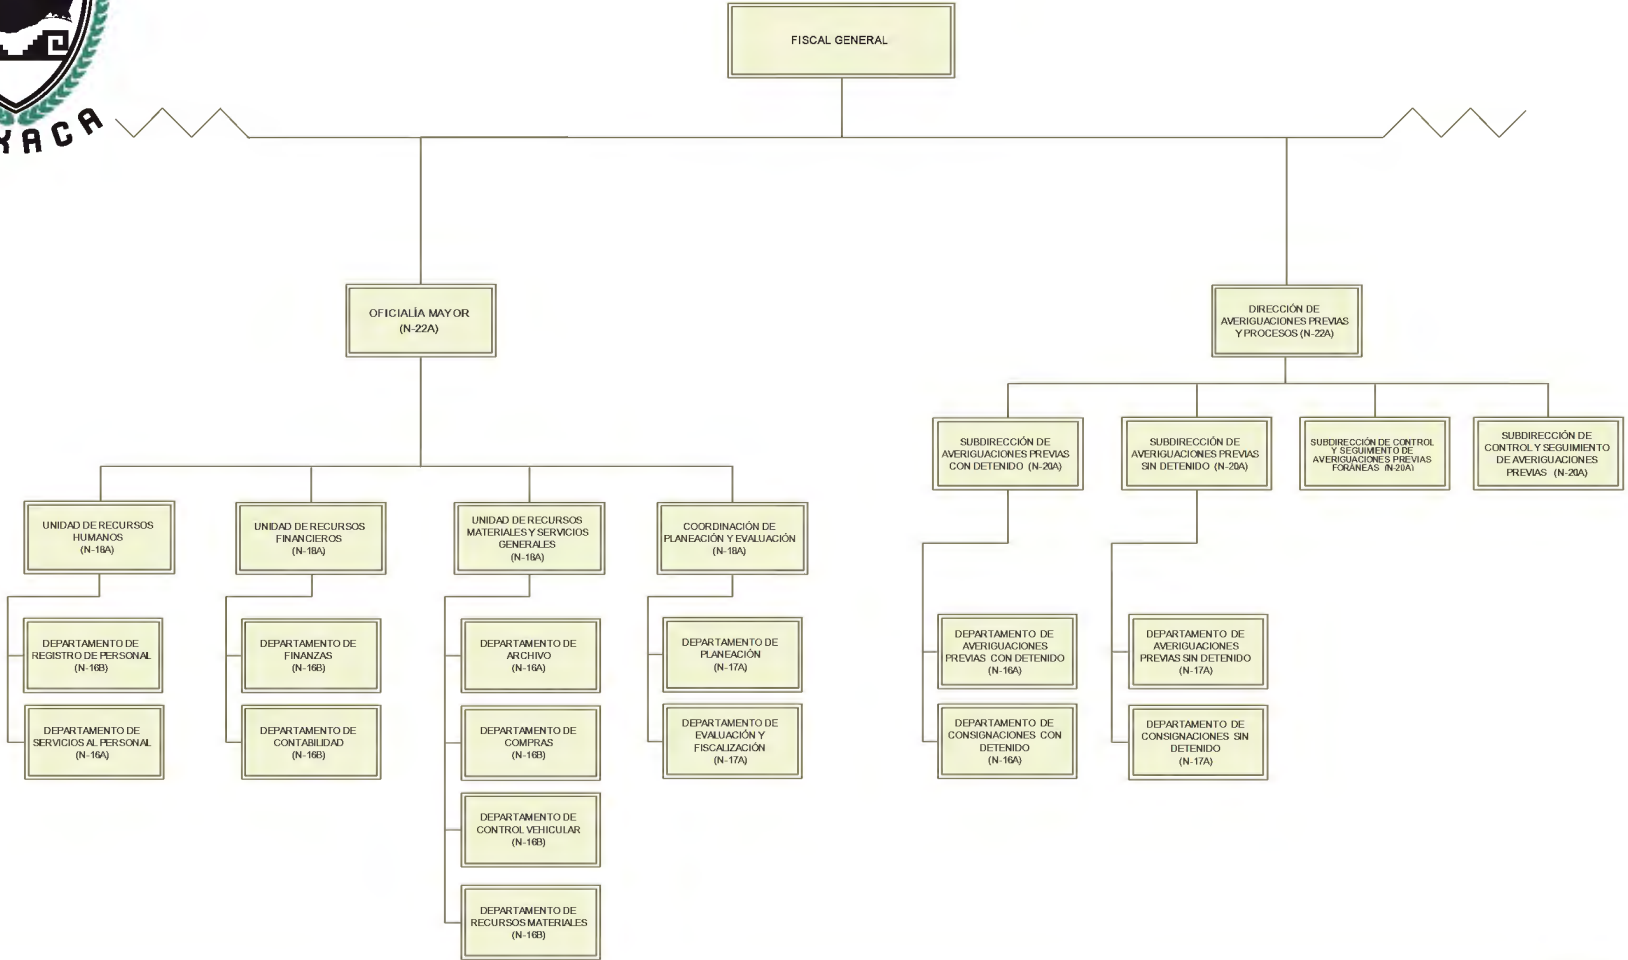 YACA
FISCAL GENERAL
OFICIALÍA MAYOR
(N-22A)
DIRECCIÓN DE
AVERIGUACIONES PREVIAS
Y PROCESOS (N-22A)
UNIDAD DE RECURSOS
HUMANOS
(N-18A)
UNIDAD DE RECURSOS
FINANCIEROS
(N-18A)
UNIDAD DE RECURSOS
MATERIALES Y SERVICIOS
GENERALES
(N-18A)
COORDINACIÓN DE
PLANEACIÓN Y EVALUACIÓN
(N-18A)
SUBDIRECCIÓN DE
AVERIGUACIONES PREVIAS
CON DETENIDO (N-20A)
SUBDIRECCIÓN DE
AVERIGUACIONES PREVIAS
SIN DETENIDO (N-20A)
SUBDIRECCIÓN DE CONTROL
Y SEGUIMIENTO DE
AVERIGUACIONES PREVIAS
FORÁNEAS (N-20A)
SUBDIRECCIÓN DE
CONTROL Y SEGUIMIENTO
DE AVERIGUACIONES
PREVIAS (N-20A)
DEPARTAMENTO DE
REGISTRO DE PERSONAL
(N-16B)
DEPARTAMENTO DE
SERVICIOS AL PERSONAL
(N-16A)
DEPARTAMENTO DE
FINANZAS
(N-16B)
DEPARTAMENTO DE
CONTABILIDAD
(N-16B)
DEPARTAMENTO DE
ARCHIVO
(N-16A)
DEPARTAMENTO DE
COMPRAS
(N-16B)
DEPARTAMENTO DE
CONTROL VEHICULAR
(N-16B)
DEPARTAMENTO DE
RECURSOS MATERIALES
(N-16B)
DEPARTAMENTO DE
PLANEACIÓN
(N-17A)
DEPARTAMENTO DE
EVALUACIÓN Y
FISCALIZACIÓN
(N-17A)
DEPARTAMENTO DE
AVERIGUACIONES
PREVIAS CON DETENIDO
(N-16A)
DEPARTAMENTO DE
CONSIGNACIONES CON
DETENIDO
(N-16A)
DEPARTAMENTO DE
AVERIGUACIONES
PREVIAS SIN DETENIDO
(N-17A)
DEPARTAMENTO DE
CONSIGNACIONES SIN
DETENIDO
(N-17A)